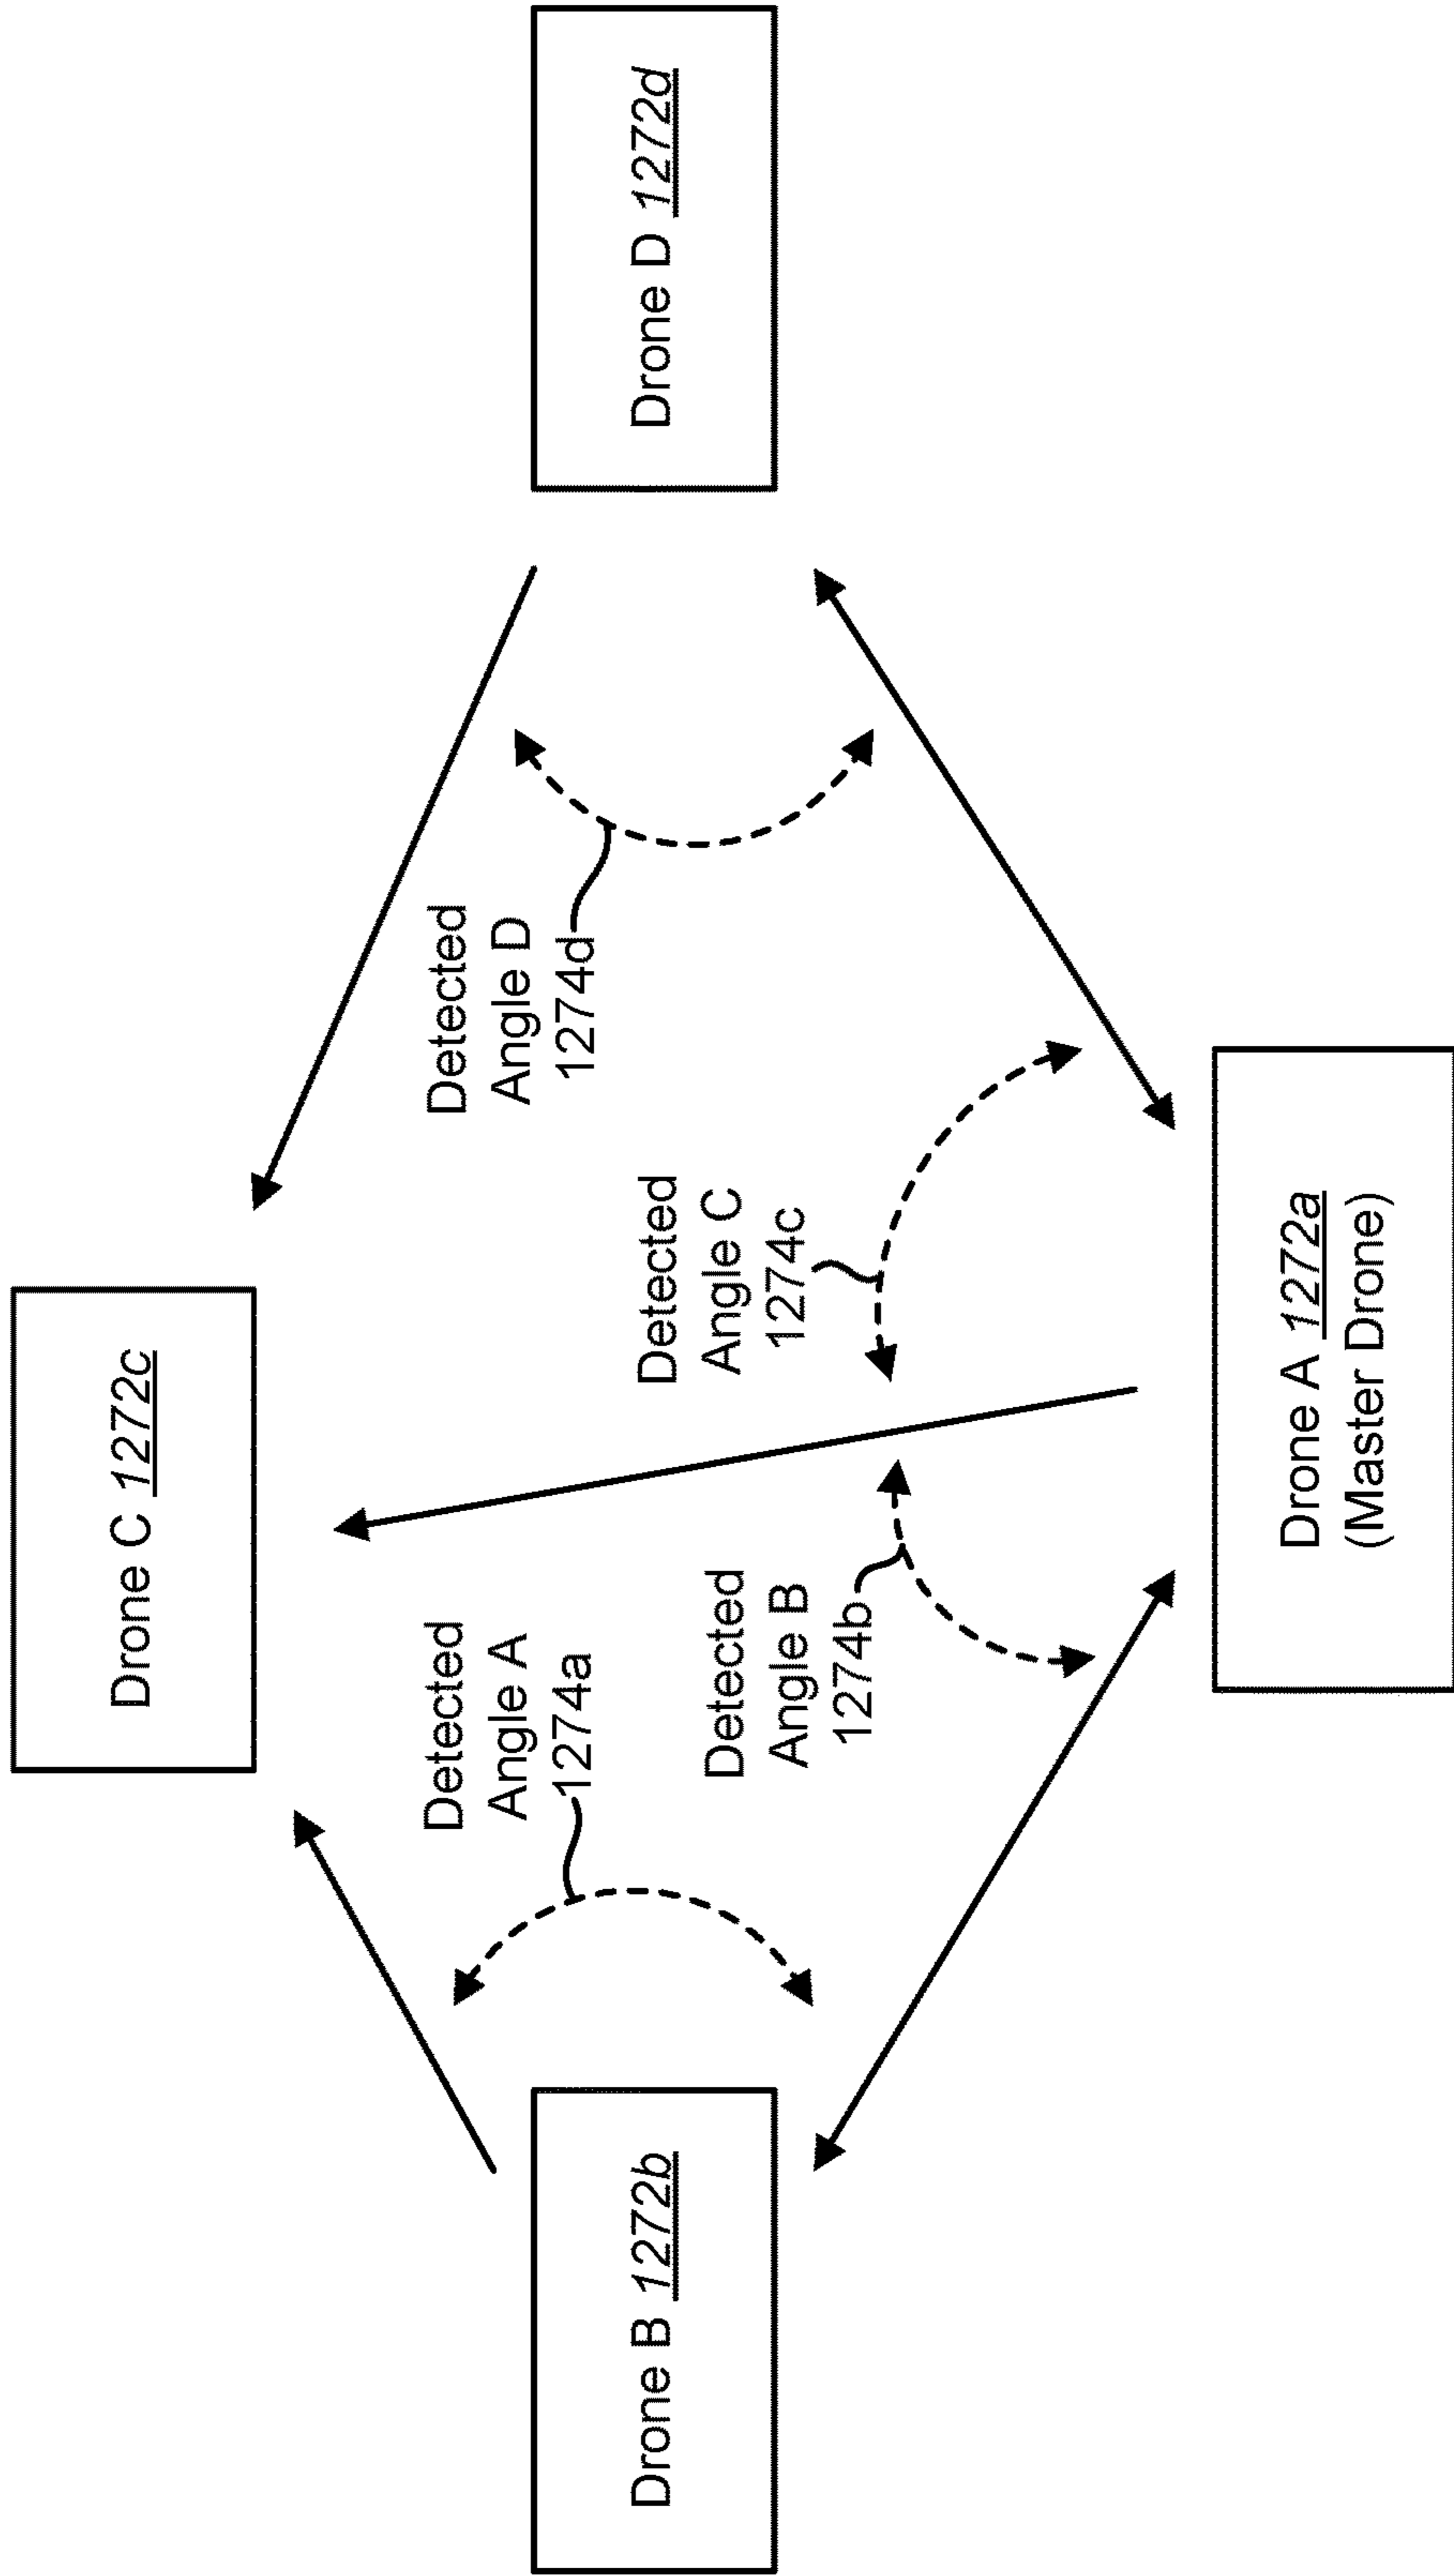 Drone C 1272c
Detected
Angle A
1274a
Detected
Angle D
1274d
Drone B 1272b
Drone D 1272d
Detected
Angle B
1274b
Detected
Angle C
1274c
Drone A 1272a
(Master Drone)